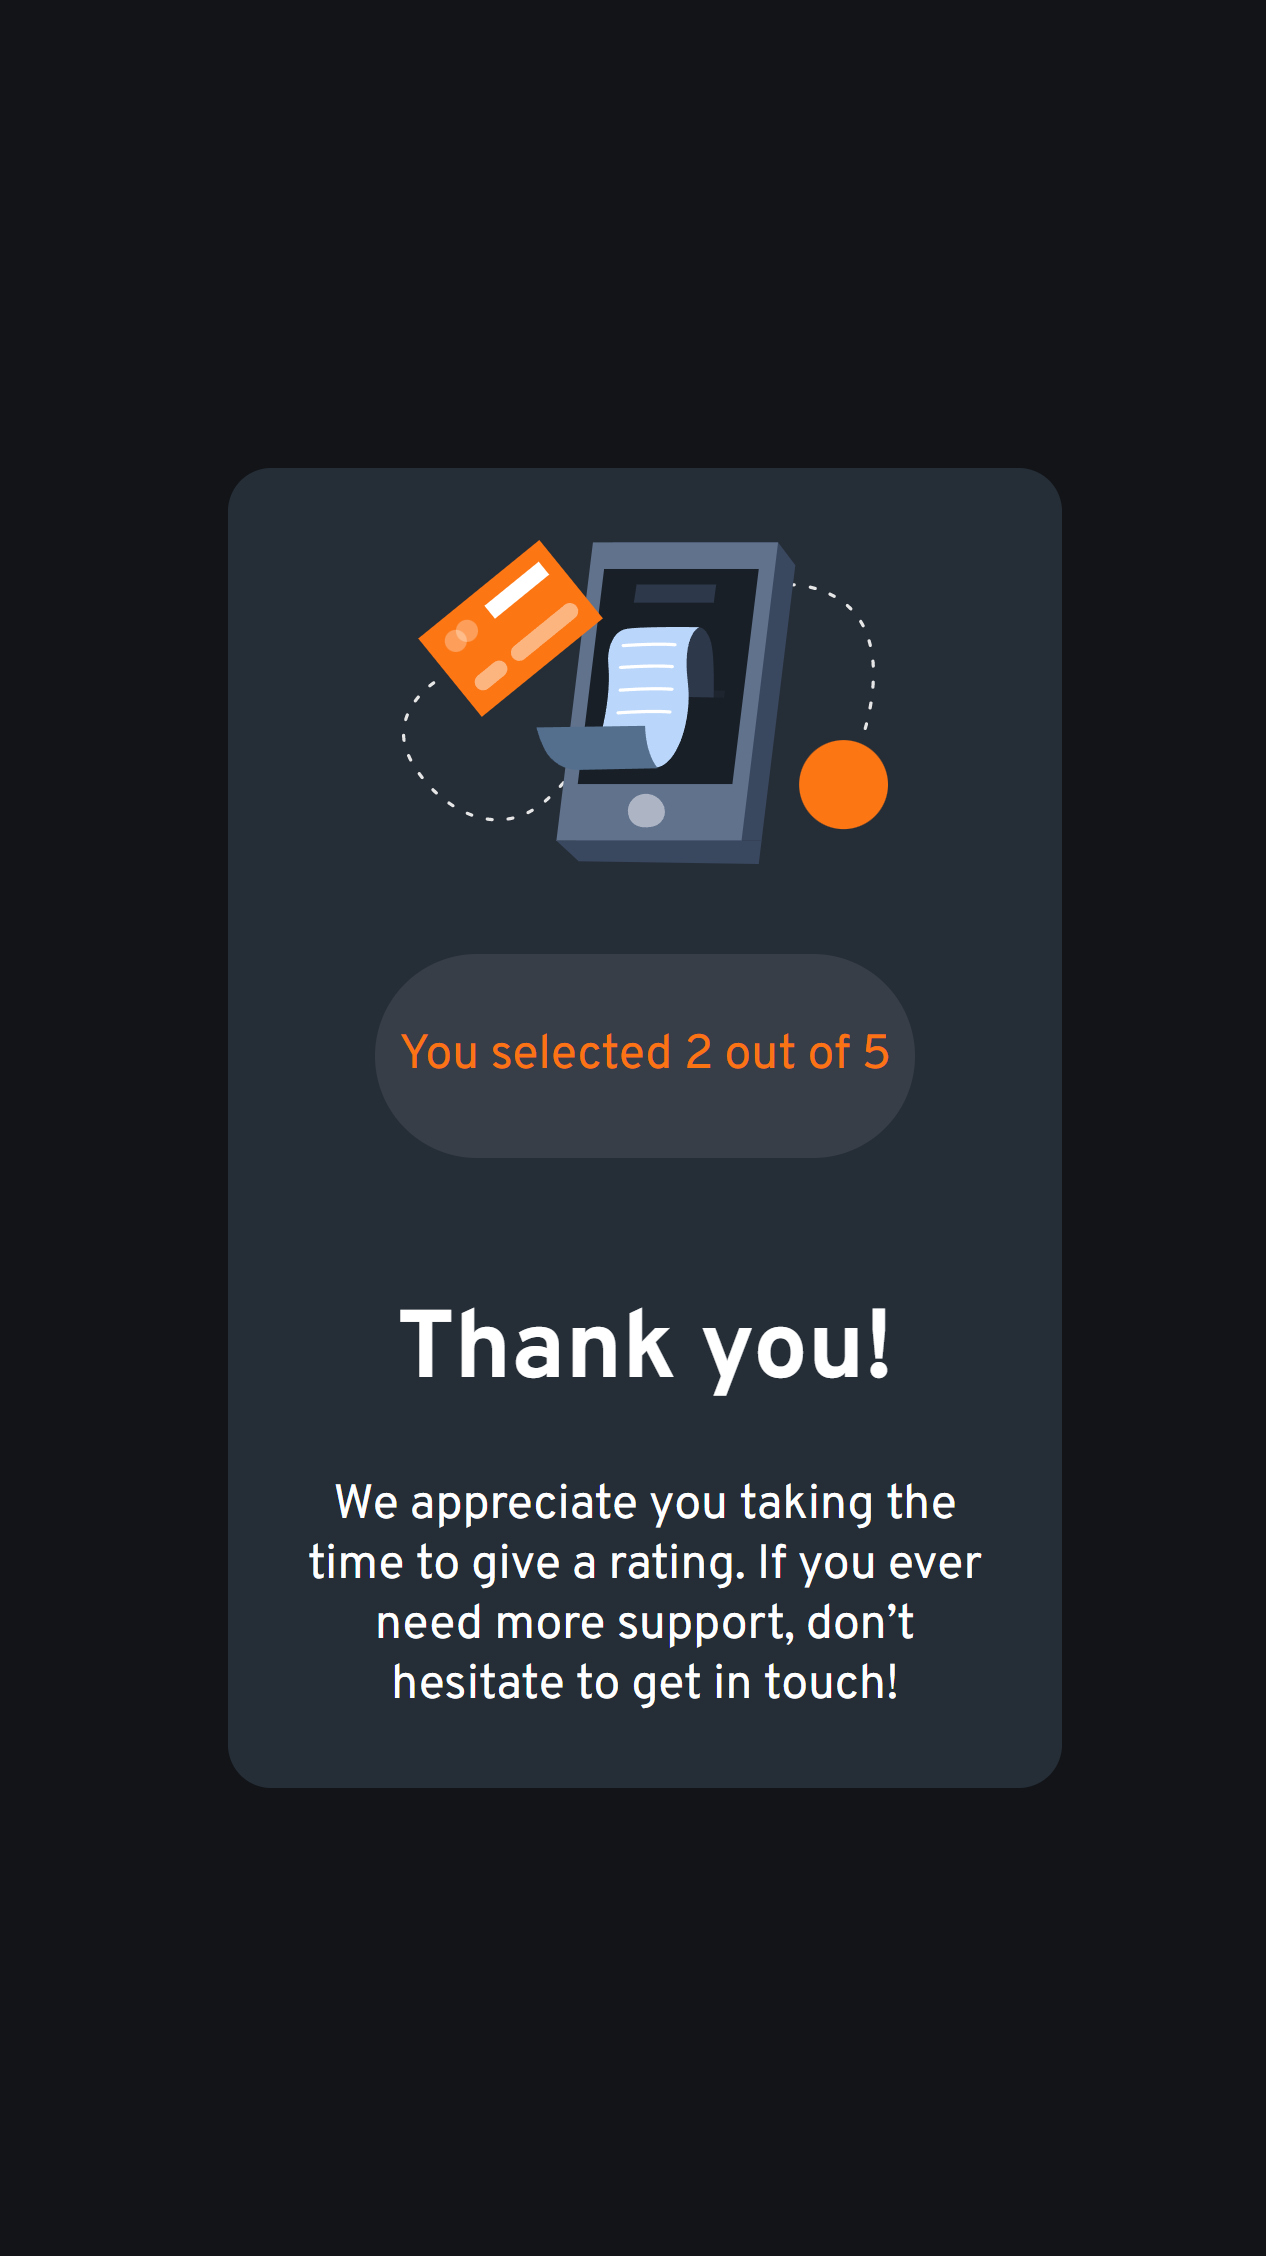 You selected 2 out of 5
Thank you!
We appreciate you taking the
time to give a rating. If you ever
need more support, don’t
hesitate to get in touch!